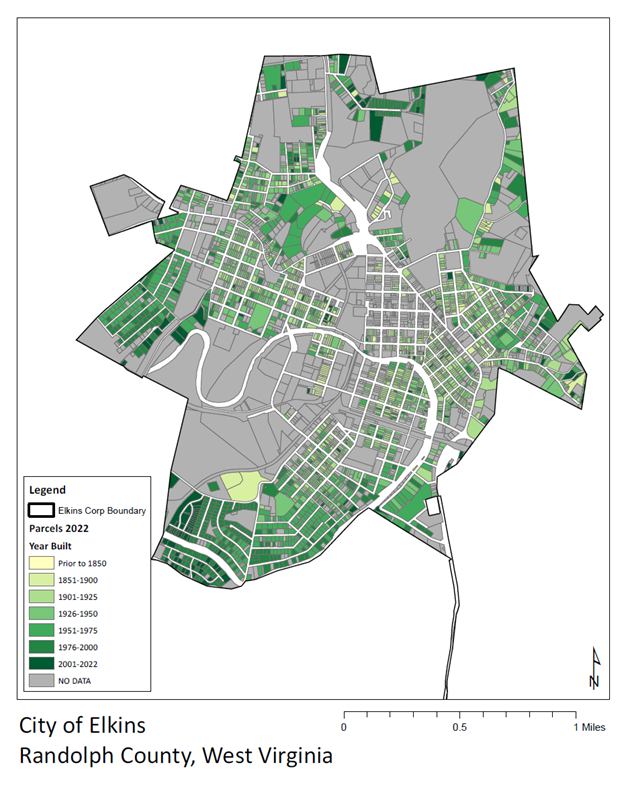 Legend
Elkins Corp Boundary
Parcels 2022
Year Built
Prior to 1850
1851-1900
1901-1925
1926-1950
1951-1975
1976-2000
2001-2022
NO DATA
N
City of Elkins
Randolph County, West Virginia
0 0.5 1 Miles